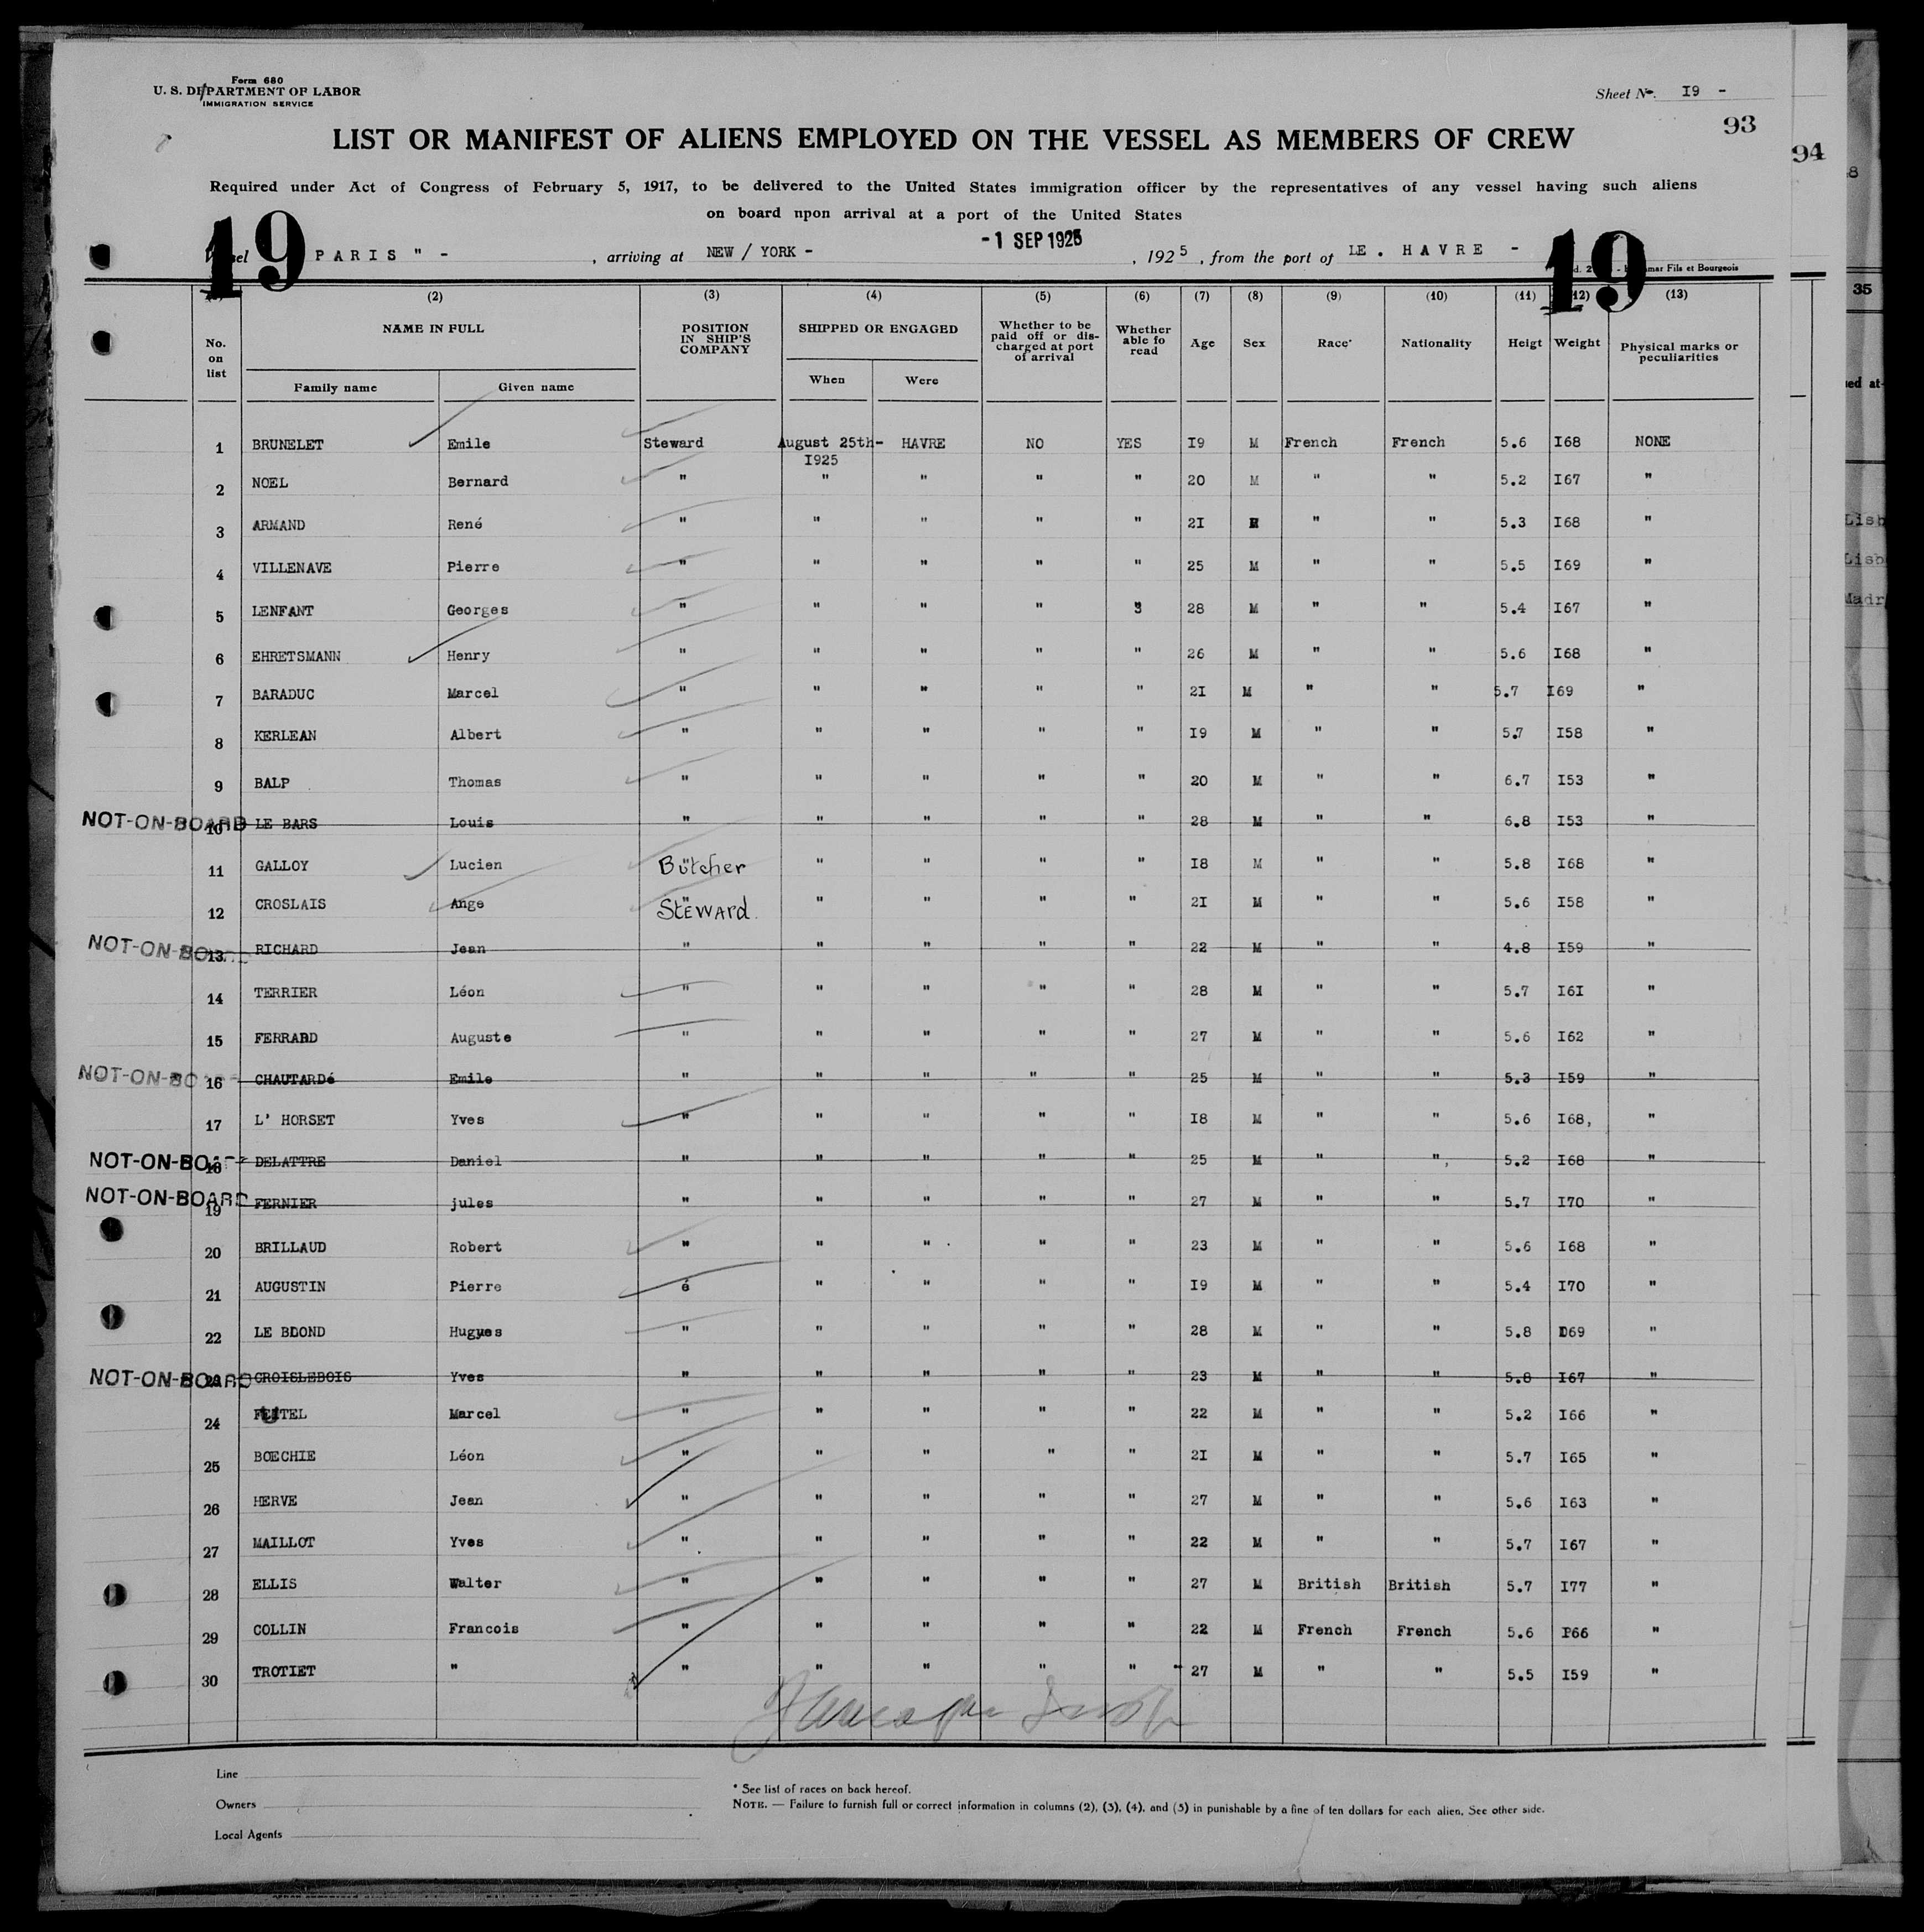 Form 680
U. S. DEPARTMENT OF LABOR
IMMIGRATION SERVICE
Sheet No. I9 -
93
94
LIST OR MANIFEST OF ALIENS EMPLOYED ON THE VESSEL AS MEMBERS OF CREW
Required under Act of Congress of February 5, 1917, to be delivered to the United States immigration officer by the representatives of any vessel having such aliens
on board npon arrival at a port of the United States
19 PARIS " - , arriving at NEW / YORK - -1 SEP 1925 , 1925 , from the port of LE . HAVRE - 19
mar Fils et Bourgeois
(2) (3) (4) (5) (6) (7) (8) (9) (10) (11) (12) (13)
No. on list NAME IN FULL POSITION IN SHIP'S COMPANY SHIPPED OR ENGAGED Whether to be paid off or discharged at port of arrival Whether able fo read Age Sex Race* Nationality Heigt Weight Physical marks or peculiarities
Family name Given name When Were
1 BRUNELET Emile Steward August 25th- HAVRE NO YES I9 M French French 5.6 I68 NONE
I925
2 NOEL Bernard " " " " " 20 M " " 5.2 I67 "
3 ARMAND René " " " " " 2I M " " 5.3 I68 "
4 VILLENAVE Pierre " " " " " 25 M " " 5.5 I69 "
5 LENFANT Georges " " " " " 28 M " " 5.4 I67 "
6 EHRETSMANN Henry " " " " " 26 M " " 5.6 I68 "
7 BARADUC Marcel " " " " " 2I M " " 5.7 I69 "
8 KERLEAN Albert " " " " " I9 M " " 5.7 I58 "
9 BALP Thomas " " " " " 20 M " " 6.7 I53 "
NOT-ON-BOARD 10 LE BARS Louis " " " " " 28 M " " 6.8 I53 "
11 GALLOY Lucien Butcher " " " " I8 M " " 5.8 I68 "
12 CROSLAIS Ange STEWARD " " " " 2I M " " 5.6 I58 "
NOT-ON-BOARD 13 RICHARD Jean " " " " " 22 M " " 4.8 I59 "
14 TERRIER Léon " " " " " 28 M " " 5.7 I6I "
15 FERRARD Auguste " " " " " 27 M " " 5.6 I62 "
NOT-ON-BOARD 16 CHAUTARDé Emile " " " " " 25 M " " 5.3 I59 "
17 L' HORSET Yves " " " " " I8 M " " 5.6 I68, "
NOT-ON-BOARD 18 DELATTRE Daniel " " " " " 25 M " ", 5.2 I68 "
NOT-ON-BOARD 19 FERNIER jules " " " " " 27 M " " 5.7 I70 "
20 BRILLAUD Robert " " " " " 23 M " " 5.6 I68 "
21 AUGUSTIN Pierre é " " " " I9 M " " 5.4 I70 "
22 LE BDOND Hugues " " " " " 28 M " " 5.8 D69 "
NOT-ON-BOARD 23 CROISLEBOIS Yves " " " " " 23 M " " 5.8 I67 "
24 FEUTEL Marcel " " " " " 22 M " " 5.2 I66 "
25 BOECHIE Léon " " " " " 2I M " " 5.7 I65 "
26 HERVE Jean " " " " " 27 M " " 5.6 I63 "
27 MAILLOT Yves " " " " " 22 M " " 5.7 I67 "
28 ELLIS Walter " " " " " 27 M British British 5.7 I77 "
29 COLLIN Francois " " " " " 22 M French French 5.6 I66 "
30 TROTIET " " " " " " 27 M " " 5.5 I59 "
Line
Owners
Local Agents
* See list of races on back hereof.
NOTE. — Failure to furnish full or correct information in columns (2), (3), (4), and (5) in punishable by a fine of ten dollars for each alien. See other side.
35
ed at-
Lisb
Lisb
Madr